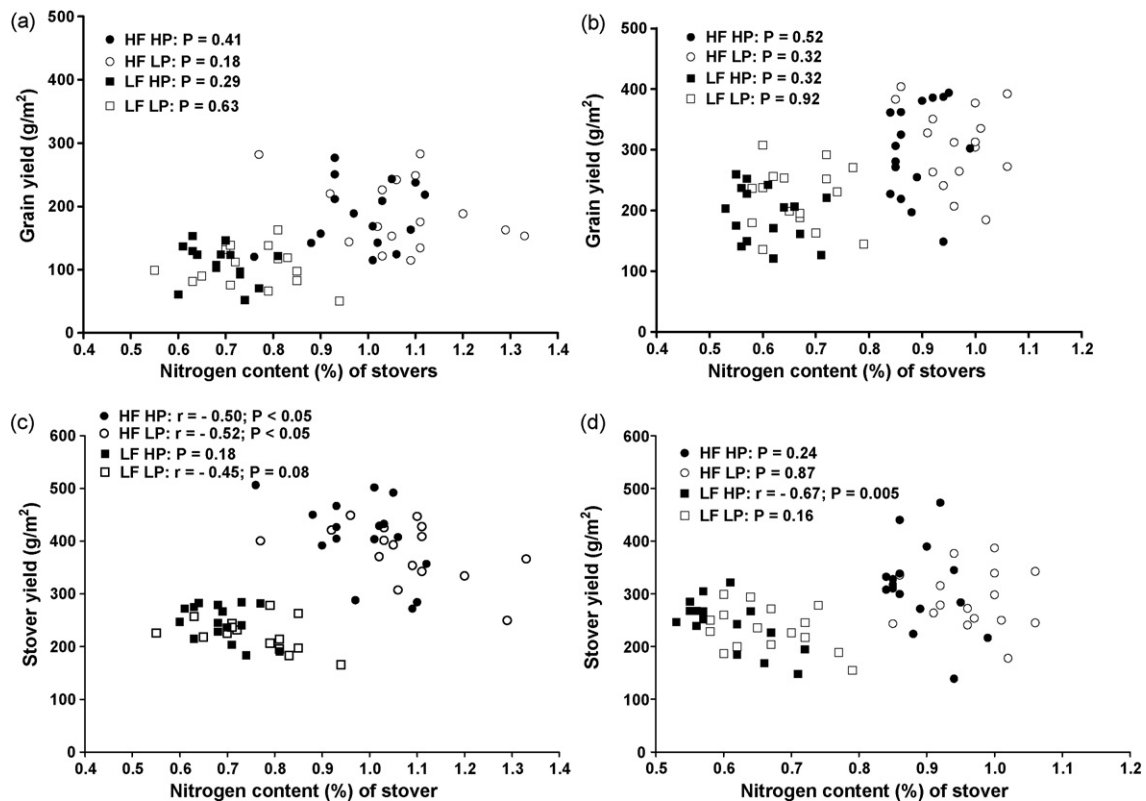 (a)
HF HP: P = 0.41
HF LP: P = 0.18
LF HP: P = 0.29
LF LP: P = 0.63
Grain yield (g/m²)
500
400
300
200
100
0
0.4 0.5 0.6 0.7 0.8 0.9 1.0 1.1 1.2 1.3 1.4
Nitrogen content (%) of stovers
(b)
HF HP: P = 0.52
HF LP: P = 0.32
LF HP: P = 0.32
LF LP: P = 0.92
Grain yield (g/m²)
500
400
300
200
100
0
0.4 0.5 0.6 0.7 0.8 0.9 1.0 1.1
Nitrogen content (%) of stovers
(c)
HF HP: r = - 0.50; P < 0.05
HF LP: r = - 0.52; P < 0.05
LF HP: P = 0.18
LF LP: r = - 0.45; P = 0.08
Stover yield (g/m²)
600
500
400
300
200
100
0
0.4 0.5 0.6 0.7 0.8 0.9 1.0 1.1 1.2 1.3 1.4
Nitrogen content (%) of stover
(d)
HF HP: P = 0.24
HF LP: P = 0.87
LF HP: r = - 0.67; P = 0.005
LF LP: P = 0.16
Stover yield (g/m²)
600
500
400
300
200
100
0
0.5 0.6 0.7 0.8 0.9 1.0 1.1
Nitrogen content (%) of stover